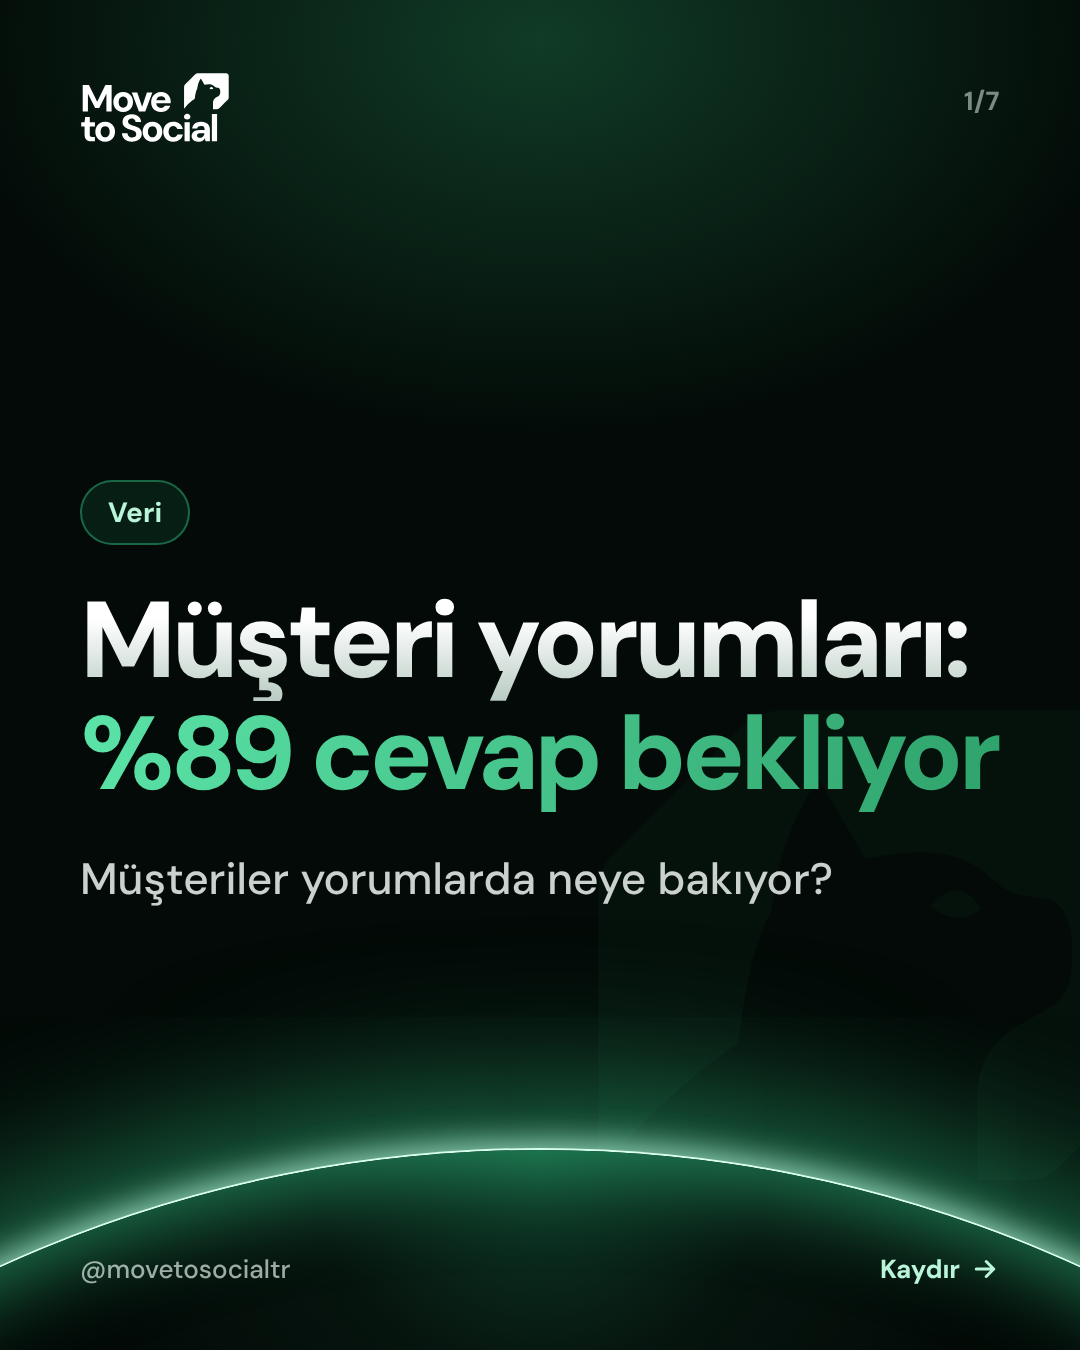 Move
to Social
1/7
Veri
Müşteri yorumları:
%89 cevap bekliyor
Müşteriler yorumlarda neye bakıyor?
@movetosocialtr
Kaydır →